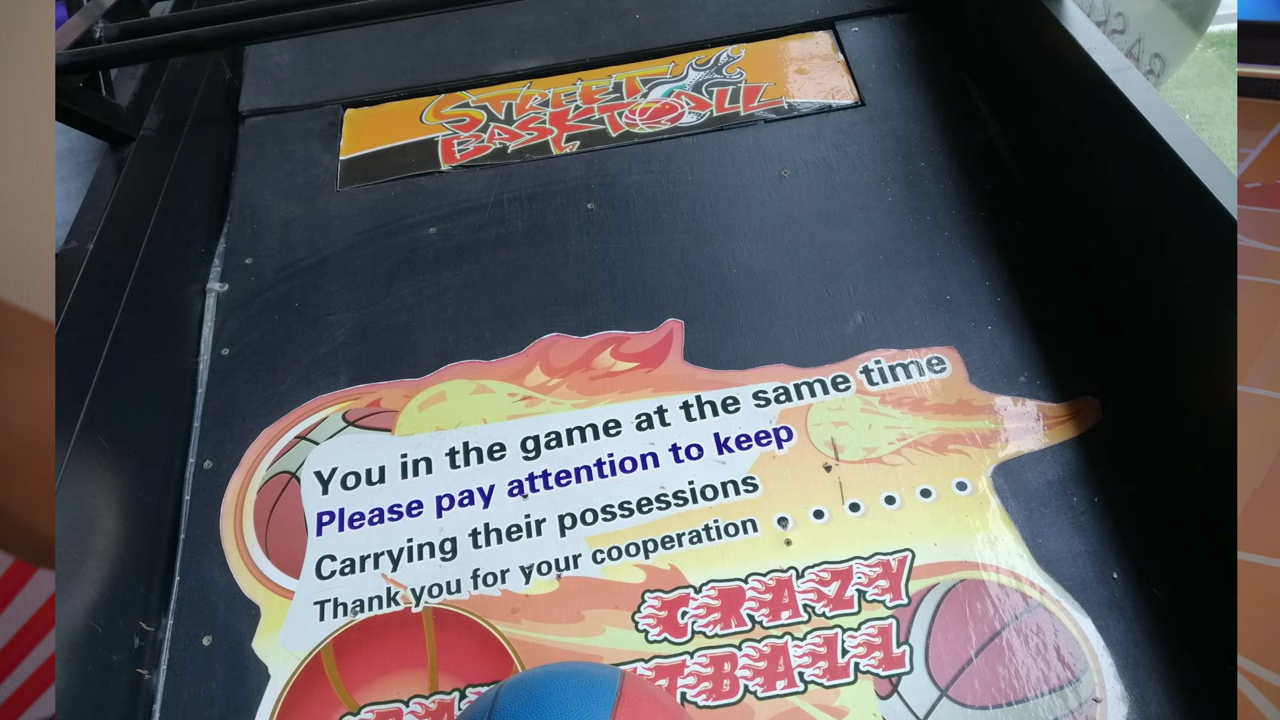 STREET
BASKTBALL
You in the game at the same time
Please pay attention to keep
Carrying their possessions
Thank you for your cooperation ......
CRAZY